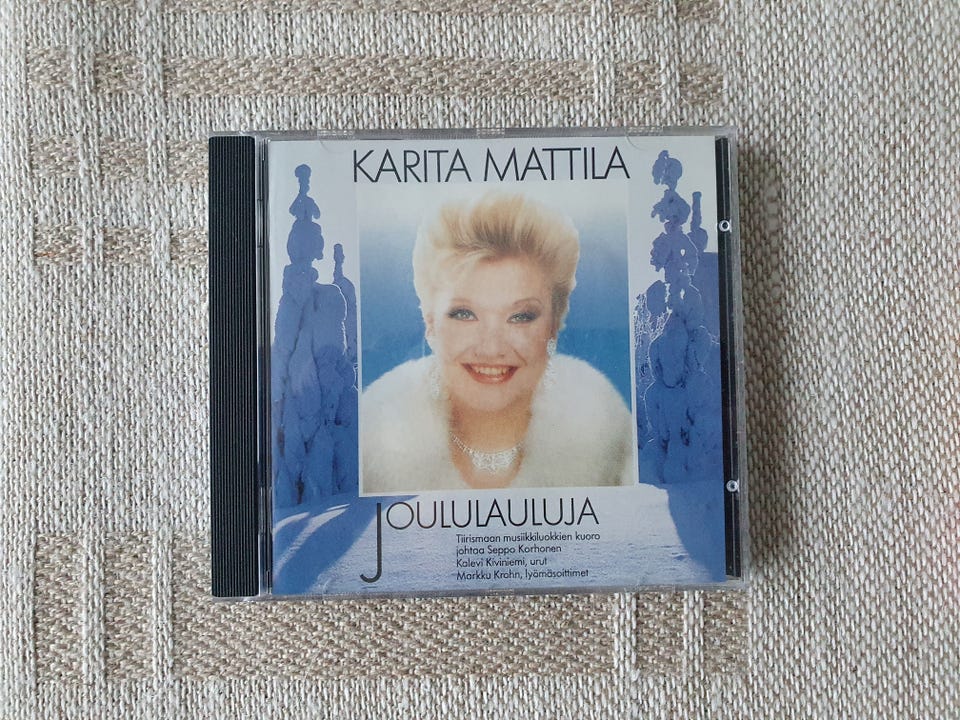 KARITA MATTILA
JOULULAULUJA
Tiirismaan musiikkiluokkien kuoro
johtaa Seppo Korhonen
Kalevi Kiviniemi, urut
Markku Krohn, lyömäsoittimet